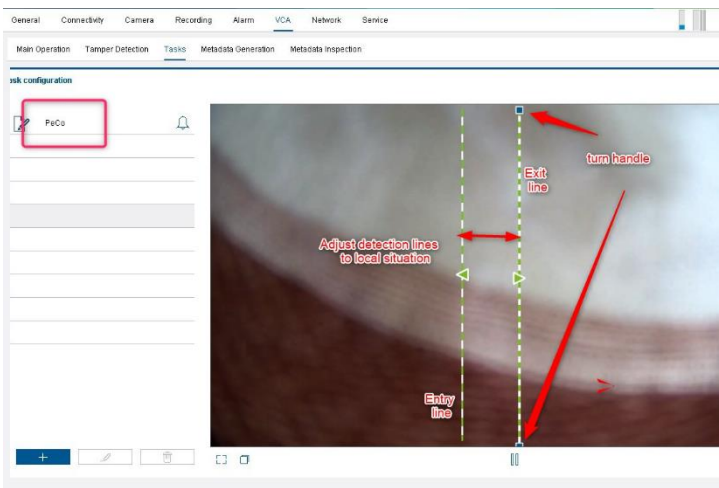 General Connectivity Camera Recording Alarm VCA Network Service
Main Operation Tamper Detection Tasks Metadata Generation Metadata Inspection
ask configuration
PeCo
turn handle
Exit
line
Adjust detection lines
to local situation
Entry
line